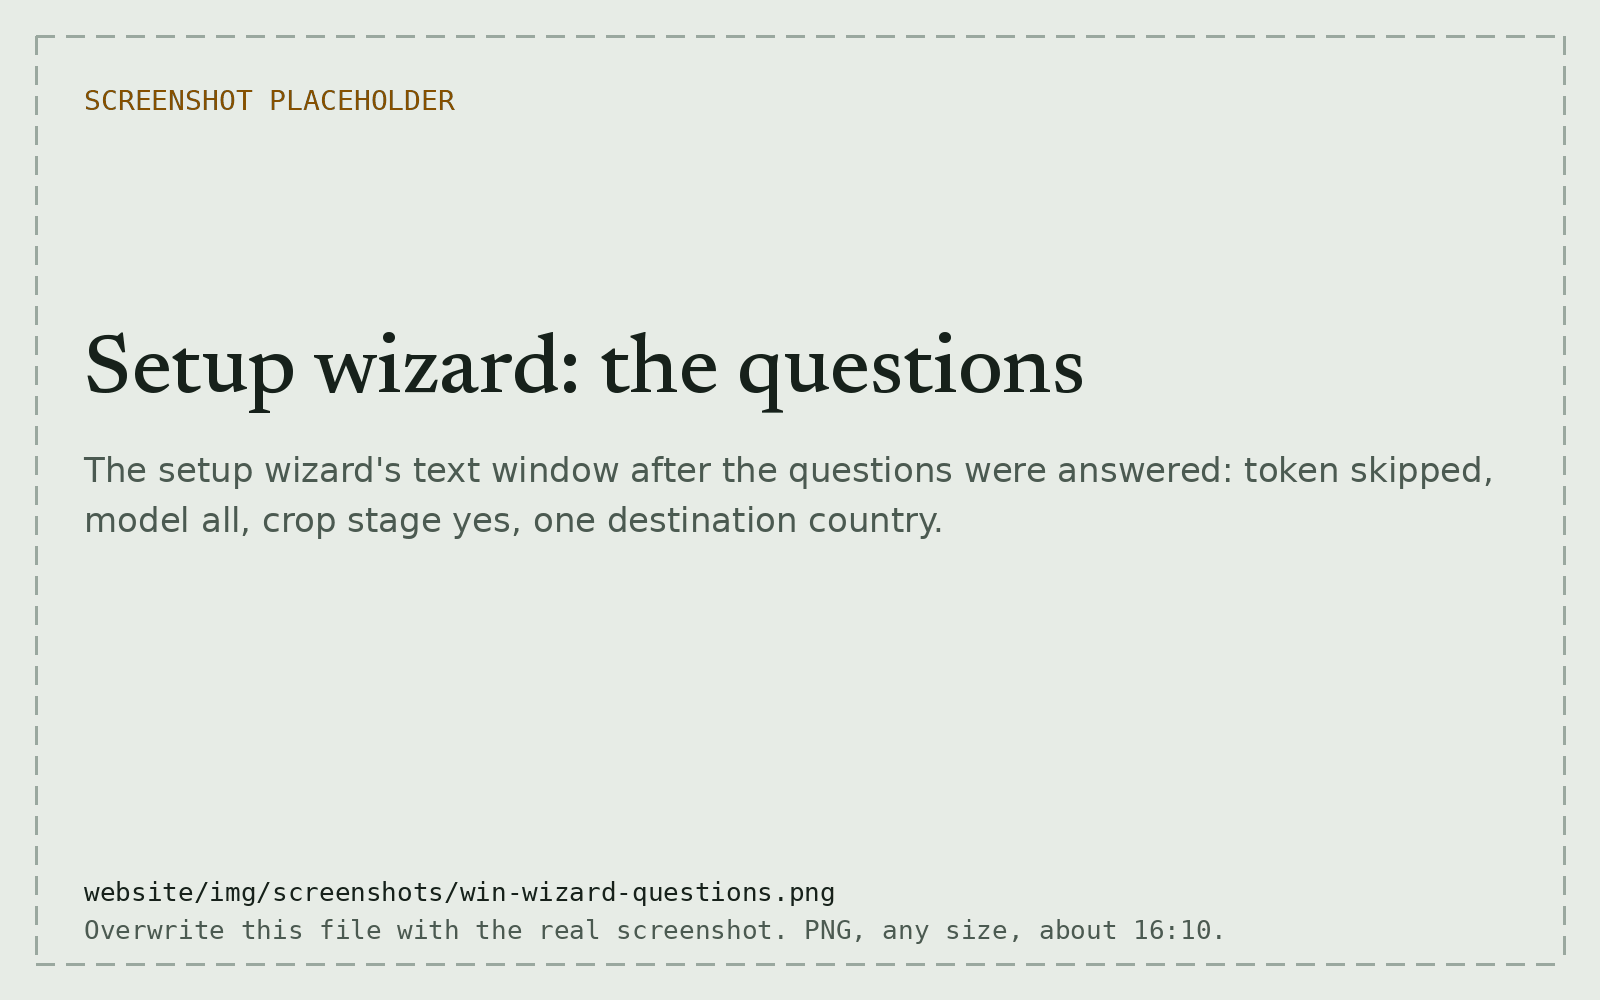 SCREENSHOT PLACEHOLDER
Setup wizard: the questions
The setup wizard's text window after the questions were answered: token skipped,
model all, crop stage yes, one destination country.
website/img/screenshots/win-wizard-questions.png
Overwrite this file with the real screenshot. PNG, any size, about 16:10.